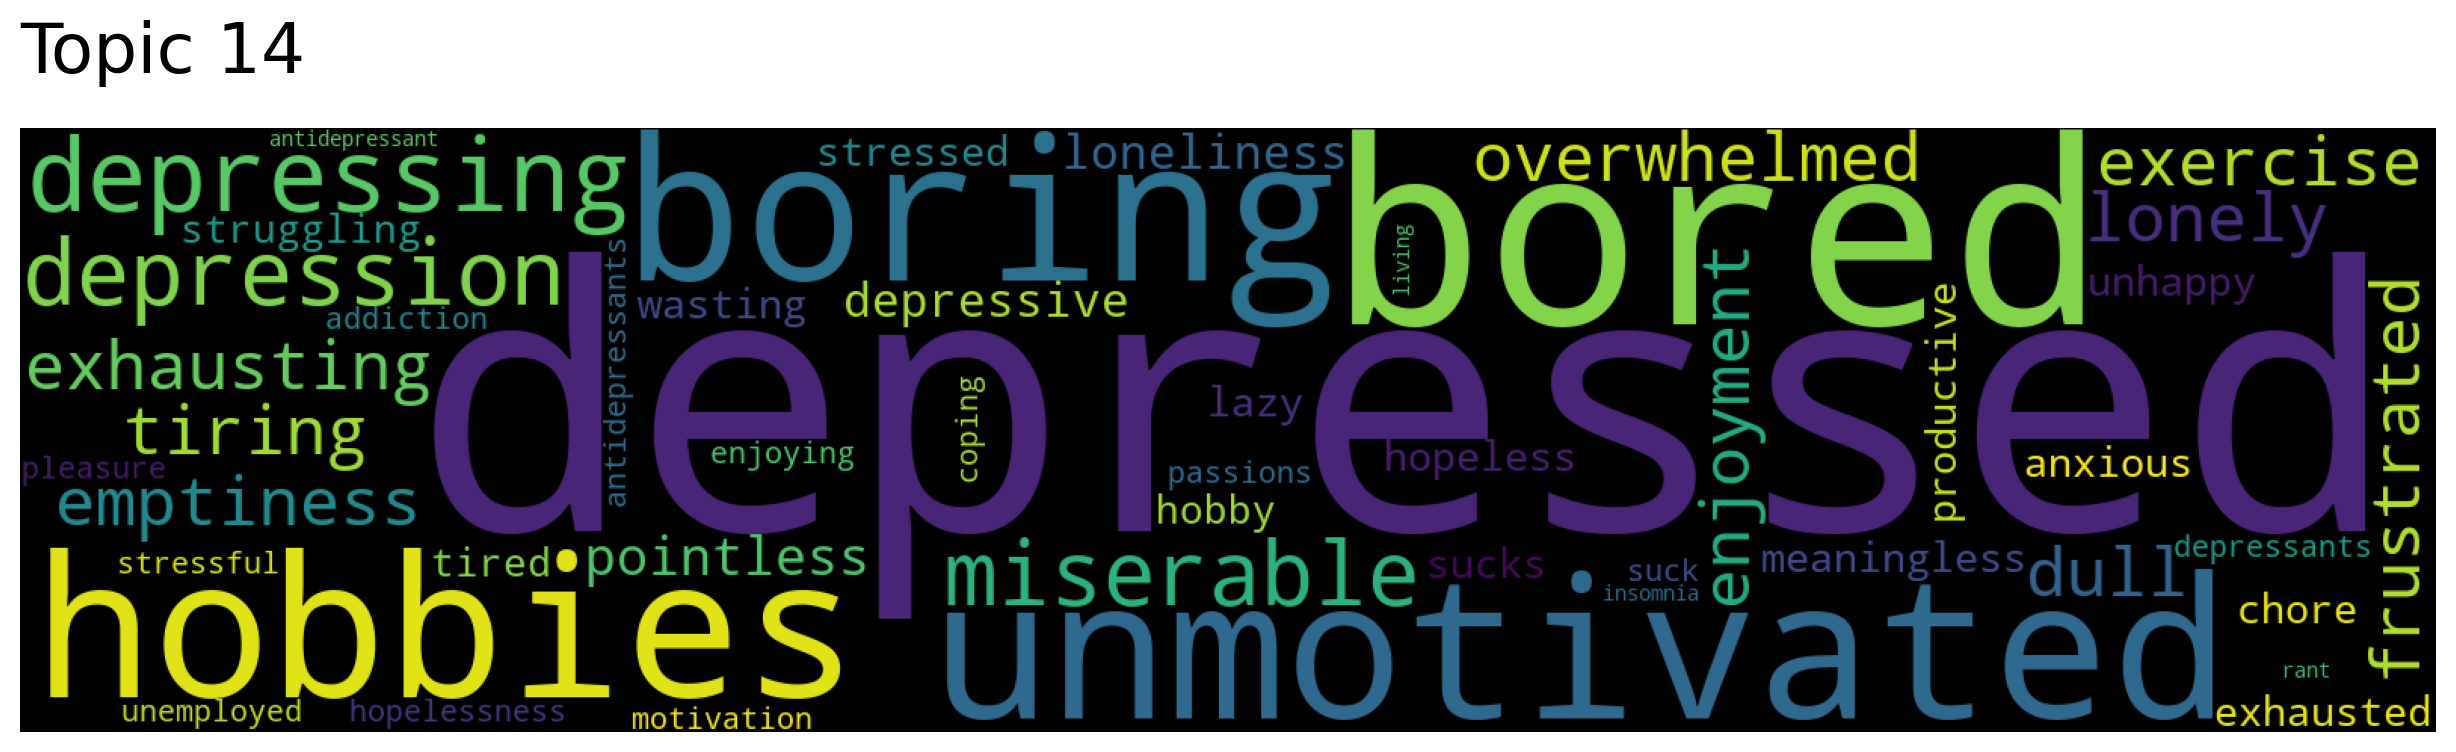 Topic 14
antidepressant
depressing
boring
stressed
loneliness
bored
overwhelmed
exercise
lonely
struggling
depression
antidepressants
wasting
depressive
living
unhappy
addiction
depressed
exhausting
tiring
pleasure
emptiness
enjoying
coping
lazy
passions
hopeless
hobby
enjoyment
productive
anxious
frustrated
stressful
tired
pointless
hobbies
miserable
sucks
suck
insomnia
meaningless
dull
depressants
unmotivated
chore
rant
unemployed
hopelessness
motivation
exhausted